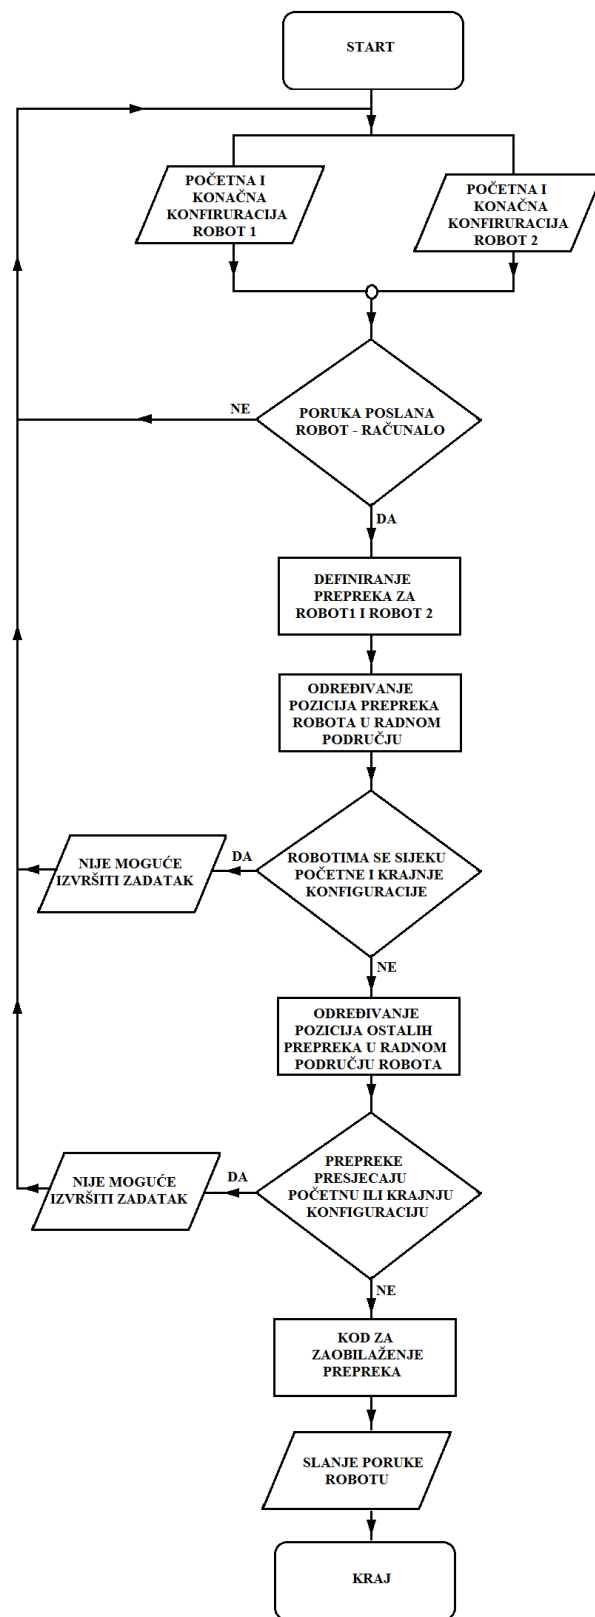 START
POČETNA I
KONAČNA
KONFIRURACIJA
ROBOT 1
POČETNA I
KONAČNA
KONFIRURACIJA
ROBOT 2
PORUKA POSLANA
ROBOT - RAČUNALO
NE
DA
DEFINIRANJE
PREPREKA ZA
ROBOT1 I ROBOT 2
ODREĐIVANJE
POZICIJA PREPREKA
ROBOTA U RADNOM
PODRUČJU
ROBOTIMA SE SIJEKU
POČETNE I KRAJNJE
KONFIGURACIJE
DA
NIJE MOGUĆE
IZVRŠITI ZADATAK
NE
ODREĐIVANJE
POZICIJA OSTALIH
PREPREKA U RADNOM
PODRUČJU ROBOTA
PREPREKE
PRESJECAJU
POČETNU ILI KRAJNJU
KONFIGURACIJU
DA
NIJE MOGUĆE
IZVRŠITI ZADATAK
NE
KOD ZA
ZAOBILAŽENJE
PREPREKA
SLANJE PORUKE
ROBOTU
KRAJ